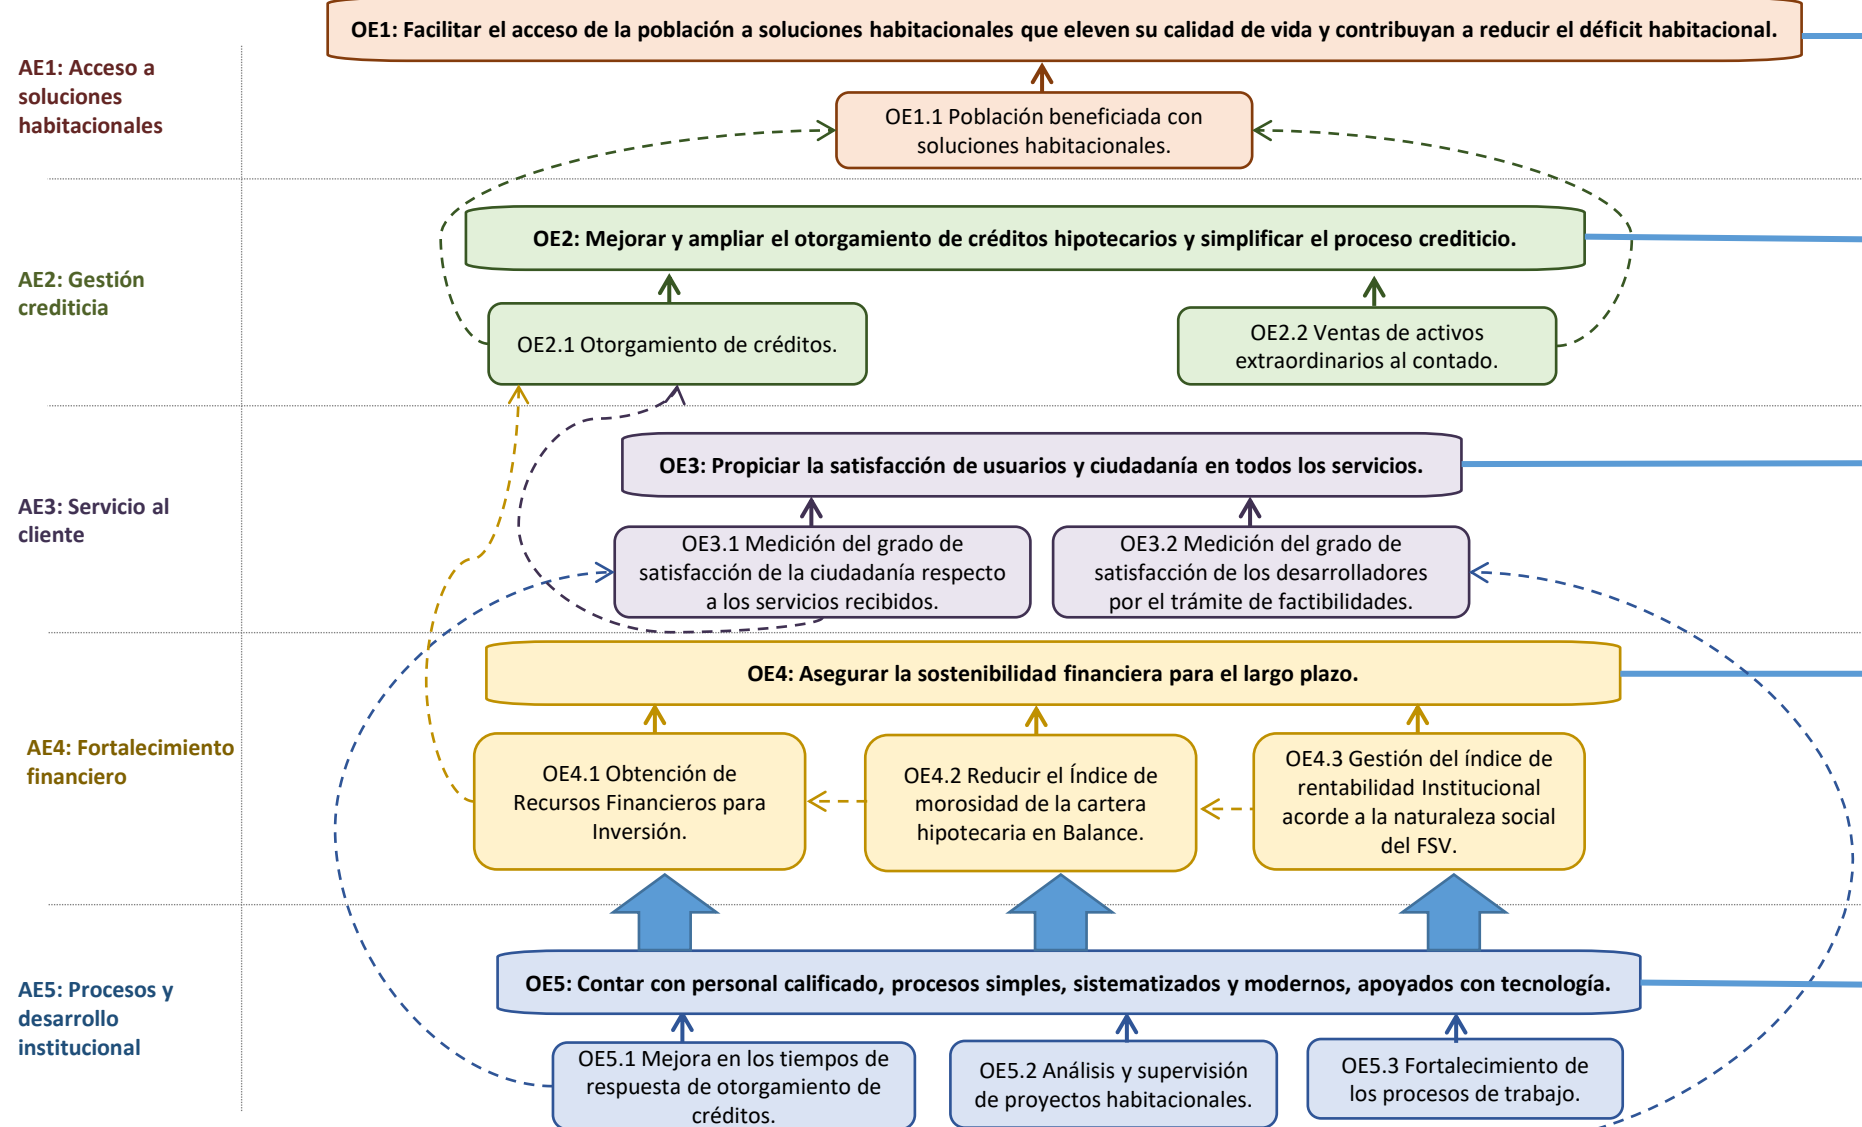 OE1: Facilitar el acceso de la población a soluciones habitacionales que eleven su calidad de vida y contribuyan a reducir el déficit habitacional.
AE1: Acceso a
soluciones
habitacionales
OE1.1 Población beneficiada con
soluciones habitacionales.
OE2: Mejorar y ampliar el otorgamiento de créditos hipotecarios y simplificar el proceso crediticio.
AE2: Gestión
crediticia
OE2.1 Otorgamiento de créditos.
OE2.2 Ventas de activos
extraordinarios al contado.
OE3: Propiciar la satisfacción de usuarios y ciudadanía en todos los servicios.
AE3: Servicio al
cliente
OE3.1 Medición del grado de
satisfacción de la ciudadanía respecto
a los servicios recibidos.
OE3.2 Medición del grado de
satisfacción de los desarrolladores
por el trámite de factibilidades.
OE4: Asegurar la sostenibilidad financiera para el largo plazo.
AE4: Fortalecimiento
financiero
OE4.1 Obtención de
Recursos Financieros para
Inversión.
OE4.2 Reducir el Índice de
morosidad de la cartera
hipotecaria en Balance.
OE4.3 Gestión del índice de
rentabilidad Institucional
acorde a la naturaleza social
del FSV.
OE5: Contar con personal calificado, procesos simples, sistematizados y modernos, apoyados con tecnología.
AE5: Procesos y
desarrollo
institucional
OE5.1 Mejora en los tiempos de
respuesta de otorgamiento de
créditos.
OE5.2 Análisis y supervisión
de proyectos habitacionales.
OE5.3 Fortalecimiento de
los procesos de trabajo.